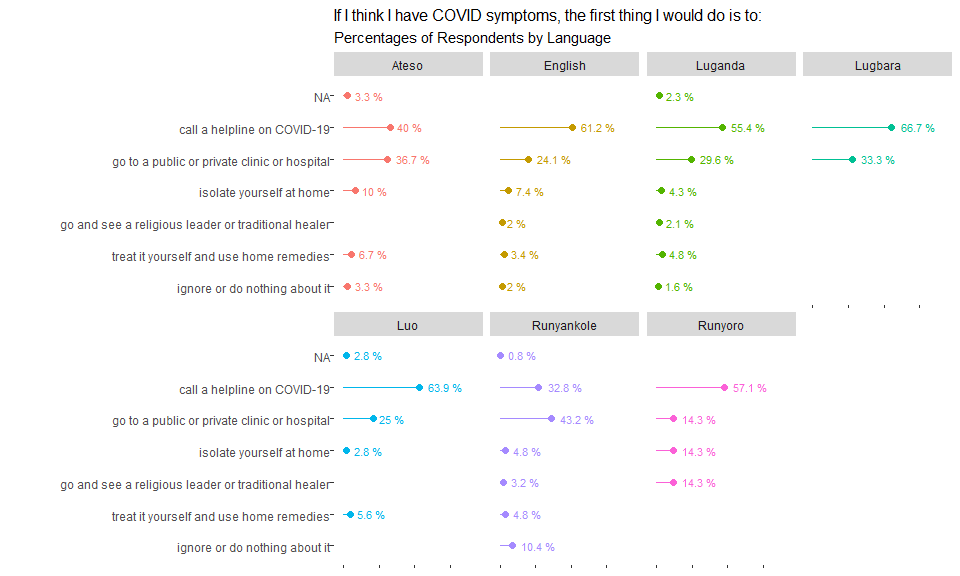 If I think I have COVID symptoms, the first thing I would do is to:
Percentages of Respondents by Language
Ateso English Luganda Lugbara
NA 3.3 % 2.3 %
call a helpline on COVID-19 40 % 61.2 % 55.4 % 66.7 %
go to a public or private clinic or hospital 36.7 % 24.1 % 29.6 % 33.3 %
isolate yourself at home 10 % 7.4 % 4.3 %
go and see a religious leader or traditional healer 2 % 2.1 %
treat it yourself and use home remedies 6.7 % 3.4 % 4.8 %
ignore or do nothing about it 3.3 % 2 % 1.6 %
Luo Runyankole Runyoro
NA 2.8 % 0.8 %
call a helpline on COVID-19 63.9 % 32.8 % 57.1 %
go to a public or private clinic or hospital 25 % 43.2 % 14.3 %
isolate yourself at home 2.8 % 4.8 % 14.3 %
go and see a religious leader or traditional healer 3.2 % 14.3 %
treat it yourself and use home remedies 5.6 % 4.8 %
ignore or do nothing about it 10.4 %